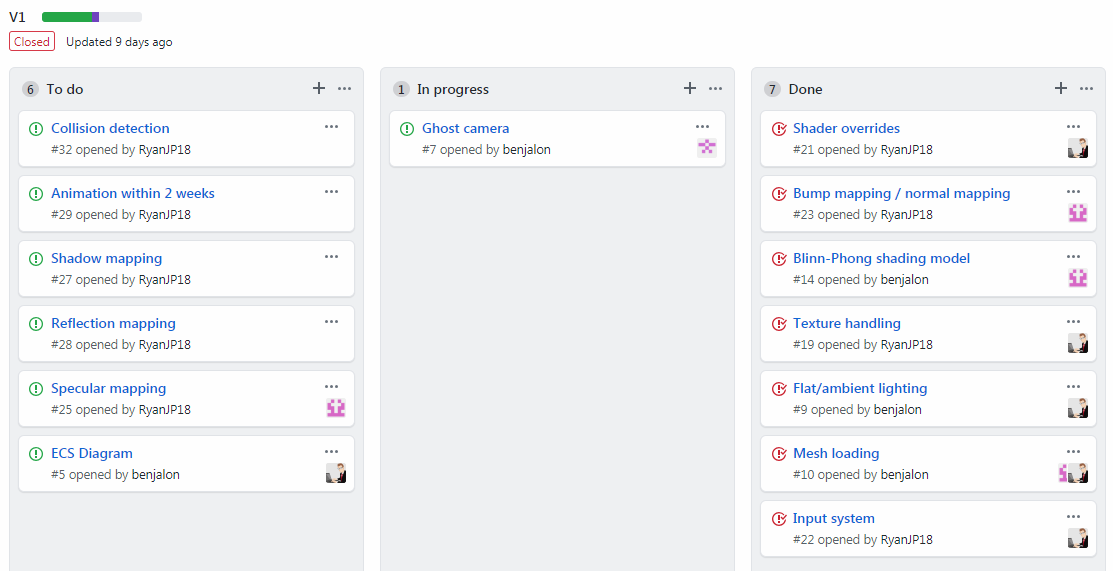 V1
Closed Updated 9 days ago
6 To do
Collision detection
#32 opened by RyanJP18
Animation within 2 weeks
#29 opened by RyanJP18
Shadow mapping
#27 opened by RyanJP18
Reflection mapping
#28 opened by RyanJP18
Specular mapping
#25 opened by RyanJP18
ECS Diagram
#5 opened by benjalon
1 In progress
Ghost camera
#7 opened by benjalon
7 Done
Shader overrides
#21 opened by RyanJP18
Bump mapping / normal mapping
#23 opened by RyanJP18
Blinn-Phong shading model
#14 opened by benjalon
Texture handling
#19 opened by RyanJP18
Flat/ambient lighting
#9 opened by benjalon
Mesh loading
#10 opened by benjalon
Input system
#22 opened by RyanJP18